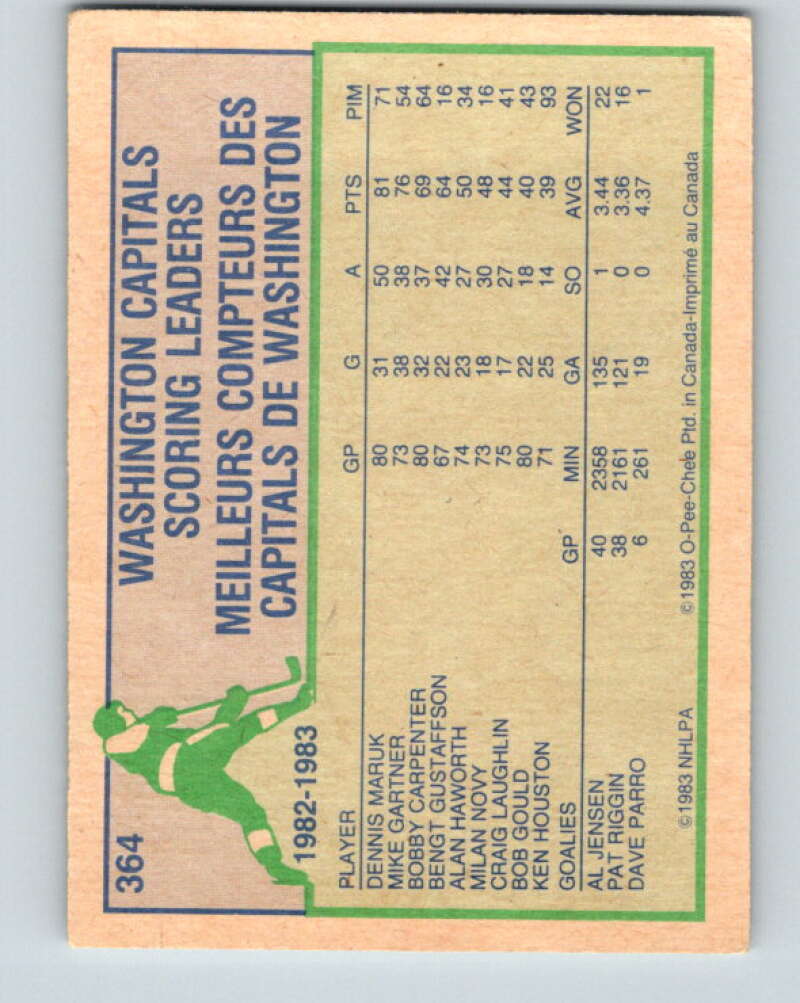 364
WASHINGTON CAPITALS
SCORING LEADERS
MEILLEURS COMPTEURS DES
CAPITALS DE WASHINGTON
1982-1983
PLAYER GP G A PTS PIM
DENNIS MARUK 80 31 50 81 71
MIKE GARTNER 73 38 38 76 54
BOBBY CARPENTER 80 32 37 69 64
BENGT GUSTAFFSON 67 22 42 64 16
ALAN HAWORTH 74 23 27 50 34
MILAN NOVY 73 18 30 48 16
CRAIG LAUGHLIN 75 17 27 44 41
BOB GOULD 80 22 18 40 43
KEN HOUSTON 71 25 14 39 93
GOALIES GP MIN GA SO AVG WON
AL JENSEN 40 2358 135 1 3.44 22
PAT RIGGIN 38 2161 121 0 3.36 16
DAVE PARRO 6 261 19 0 4.37 1
©1983 NHLPA ©1983 O-Pee-Chee Ptd. in Canada-Imprimé au Canada